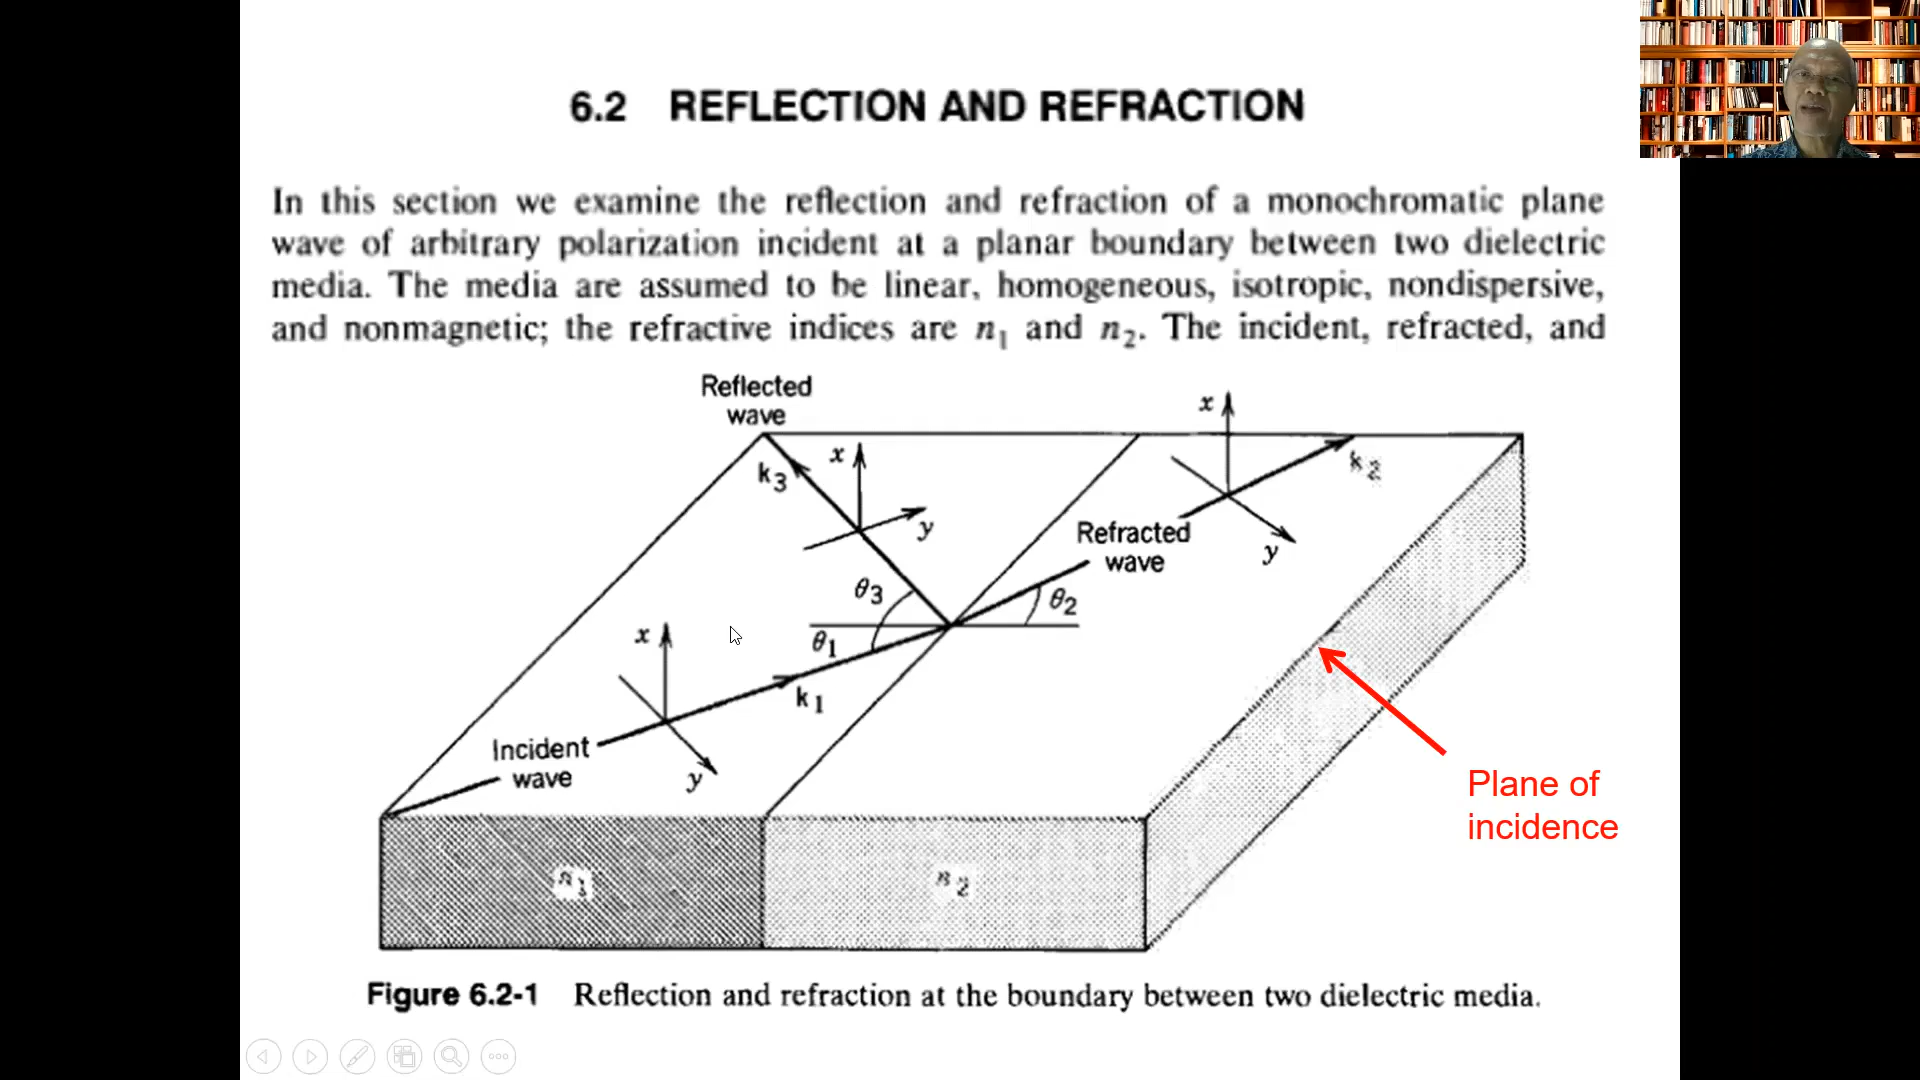 6.2 REFLECTION AND REFRACTION
In this section we examine the reflection and refraction of a monochromatic plane
wave of arbitrary polarization incident at a planar boundary between two dielectric
media. The media are assumed to be linear, homogeneous, isotropic, nondispersive,
and nonmagnetic; the refractive indices are n₁ and n₂. The incident, refracted, and
Reflected
wave
x
x
k₃
k₂
y
Refracted
wave
y
θ₃
θ₂
x
θ₁
k₁
Incident
wave
y
Plane of
incidence
n₁
n₂
Figure 6.2-1 Reflection and refraction at the boundary between two dielectric media.